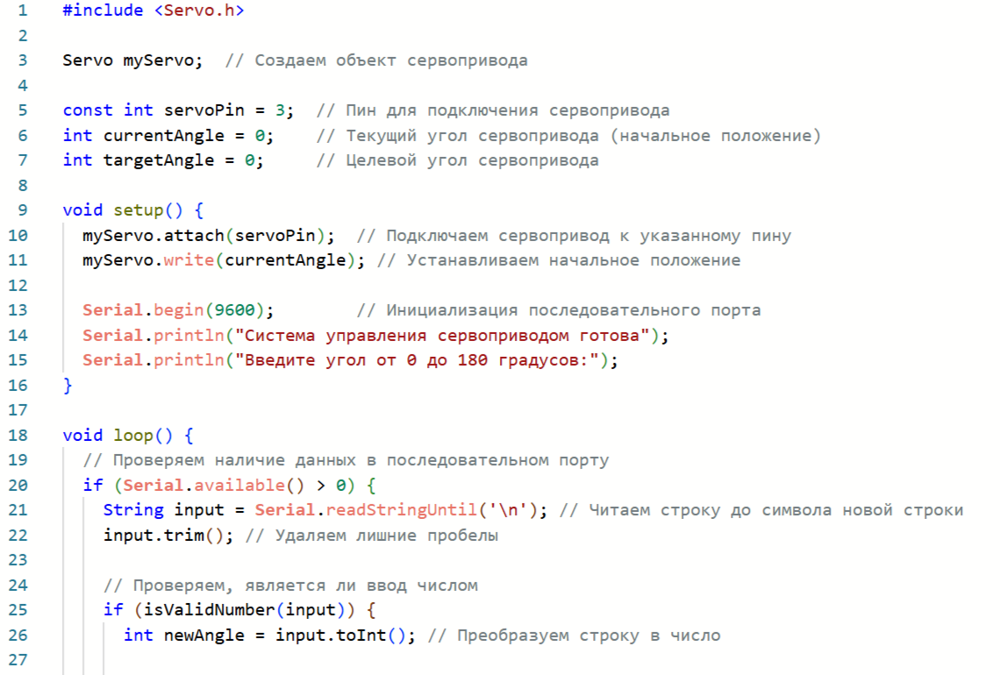 1 #include <Servo.h>
2
3 Servo myServo;  // Создаем объект сервопривода
4
5 const int servoPin = 3;  // Пин для подключения сервопривода
6 int currentAngle = 0;    // Текущий угол сервопривода (начальное положение)
7 int targetAngle = 0;     // Целевой угол сервопривода
8
9 void setup() {
10   myServo.attach(servoPin);  // Подключаем сервопривод к указанному пину
11   myServo.write(currentAngle); // Устанавливаем начальное положение
12
13   Serial.begin(9600);        // Инициализация последовательного порта
14   Serial.println("Система управления сервоприводом готова");
15   Serial.println("Введите угол от 0 до 180 градусов:");
16 }
17
18 void loop() {
19   // Проверяем наличие данных в последовательном порту
20   if (Serial.available() > 0) {
21     String input = Serial.readStringUntil('\n'); // Читаем строку до символа новой строки
22     input.trim(); // Удаляем лишние пробелы
23
24     // Проверяем, является ли ввод числом
25     if (isValidNumber(input)) {
26       int newAngle = input.toInt(); // Преобразуем строку в число
27